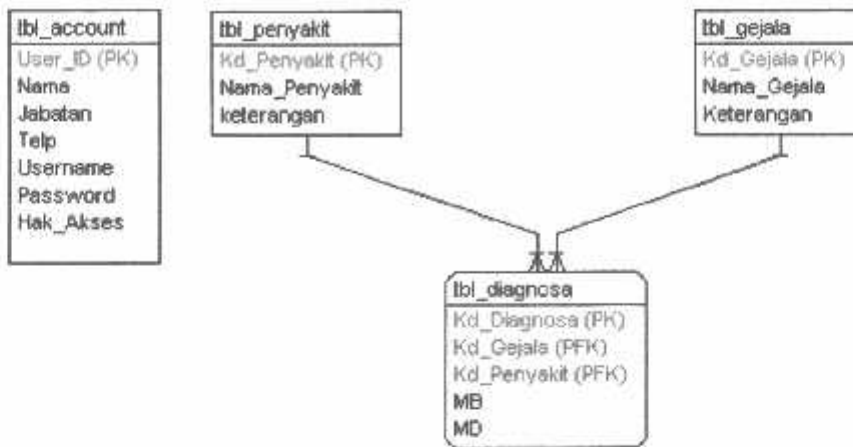 tbl_account
User_ID (PK)
Nama
Jabatan
Telp
Username
Password
Hak_Akses
tbl_penyakit
Kd_Penyakit (PK)
Nama_Penyakit
keterangan
tbl_gejala
Kd_Gejala (PK)
Nama_Gejala
Keterangan
tbl_diagnosa
Kd_Diagnosa (PK)
Kd_Gejala (PFK)
Kd_Penyakit (PFK)
MB
MD